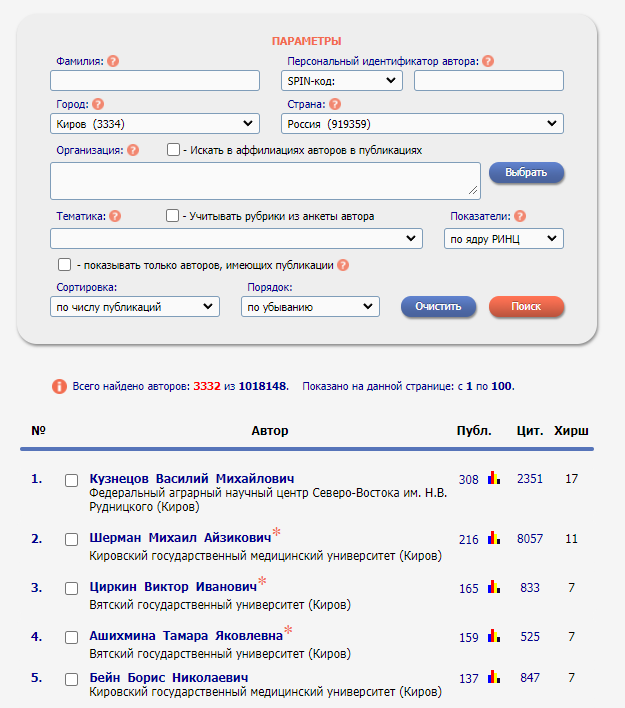 ПАРАМЕТРЫ
Фамилия: ? Персональный идентификатор автора: ?
SPIN-код:
Город: ? Страна: ?
Киров (3334) Россия (919359)
Организация: ? - Искать в аффилиациях авторов в публикациях
Выбрать
Тематика: ? - Учитывать рубрики из анкеты автора Показатели: ?
по ядру РИНЦ
- показывать только авторов, имеющих публикации ?
Сортировка: Порядок:
по числу публикаций по убыванию Очистить Поиск
i Всего найдено авторов: 3332 из 1018148. Показано на данной странице: с 1 по 100.
№ Автор Публ. Цит. Хирш
1. Кузнецов Василий Михайлович 308 2351 17
Федеральный аграрный научный центр Северо-Востока им. Н.В.
Рудницкого (Киров)
2. Шерман Михаил Айзикович* 216 8057 11
Кировский государственный медицинский университет (Киров)
3. Циркин Виктор Иванович* 165 833 7
Вятский государственный университет (Киров)
4. Ашихмина Тамара Яковлевна* 159 525 7
Вятский государственный университет (Киров)
5. Бейн Борис Николаевич 137 847 7
Кировский государственный медицинский университет (Киров)